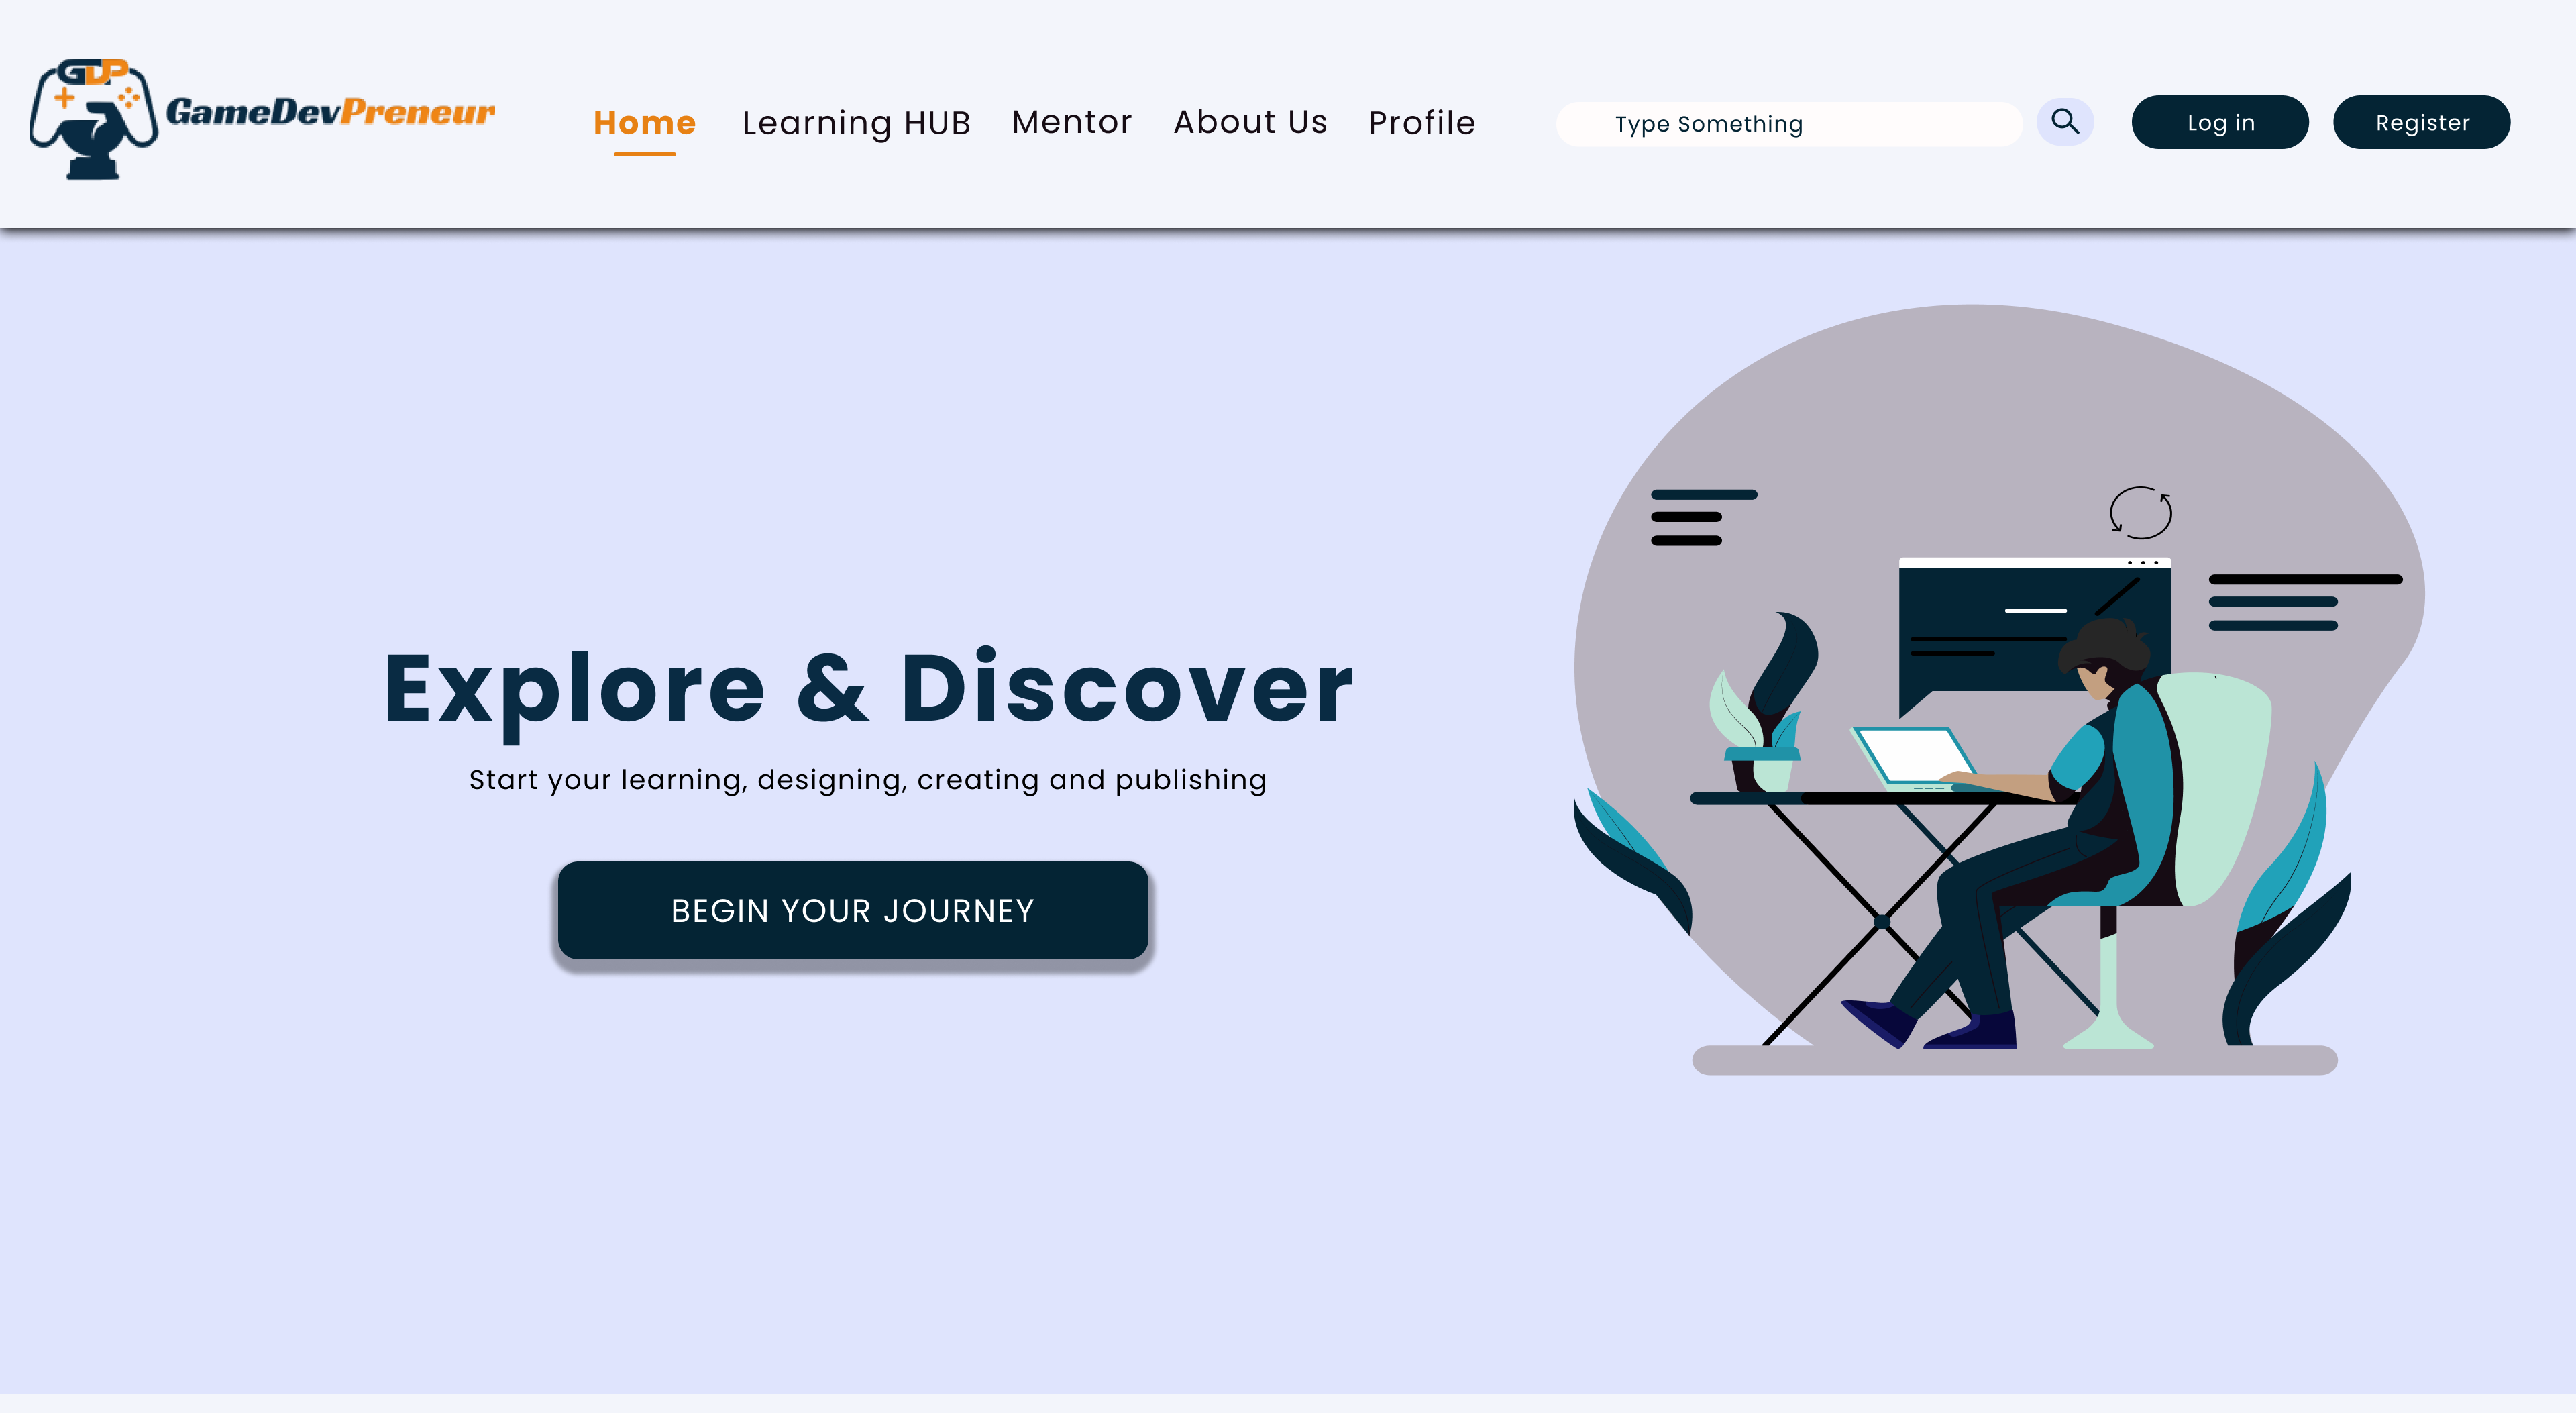 GDP
GameDevPreneur
Home
Learning HUB
Mentor
About Us
Profile
Type Something
Log in
Register
Explore & Discover
Start your learning, designing, creating and publishing
BEGIN YOUR JOURNEY